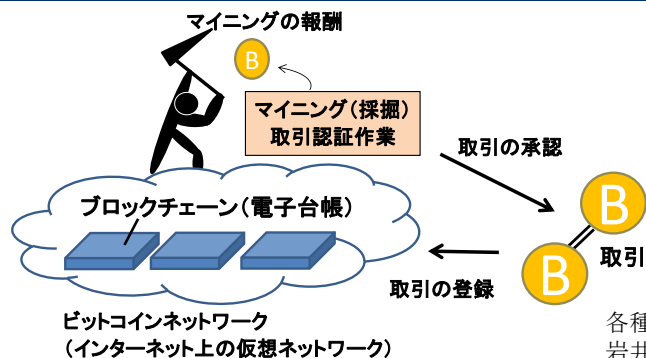 マイニングの報酬
B
マイニング(採掘)
取引認証作業
取引の承認
ブロックチェーン(電子台帳)
B
B
取引
取引の登録
ビットコインネットワーク
(インターネット上の仮想ネットワーク)
各種
岩井